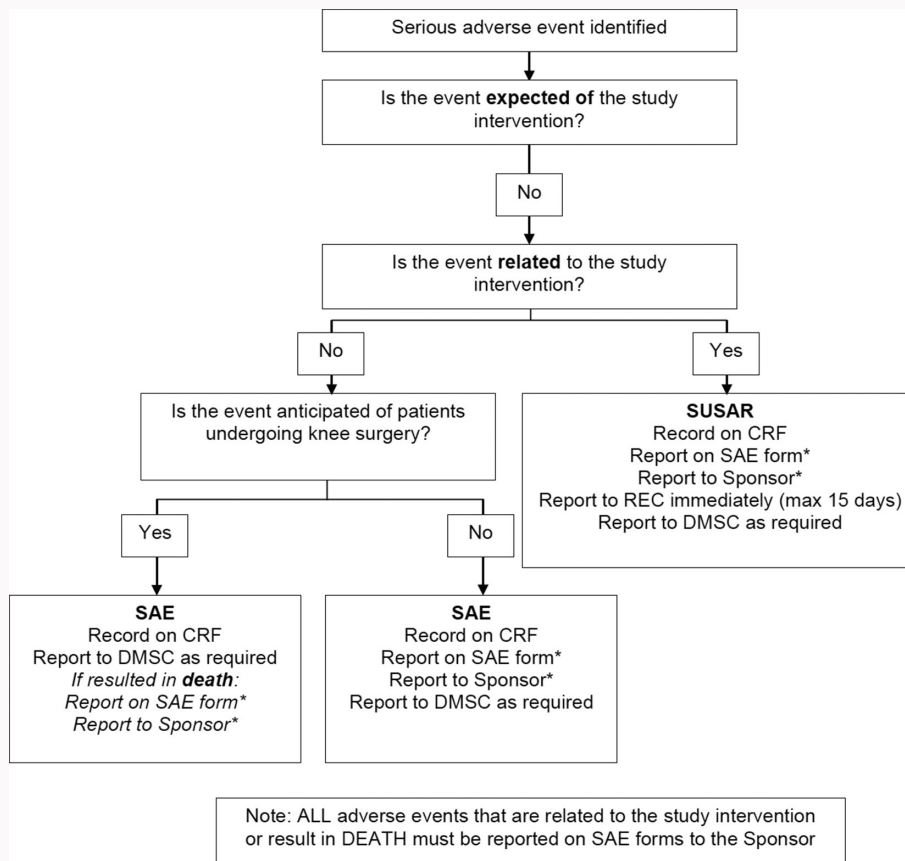 Serious adverse event identified
Is the event expected of the study
intervention?
No
Is the event related to the study
intervention?
No
Yes
Is the event anticipated of patients
undergoing knee surgery?
SUSAR
Record on CRF
Report on SAE form*
Report to Sponsor*
Report to REC immediately (max 15 days)
Report to DMSC as required
Yes
No
SAE
Record on CRF
Report to DMSC as required
If resulted in death:
Report on SAE form*
Report to Sponsor*
SAE
Record on CRF
Report on SAE form*
Report to Sponsor*
Report to DMSC as required
Note: ALL adverse events that are related to the study intervention
or result in DEATH must be reported on SAE forms to the Sponsor